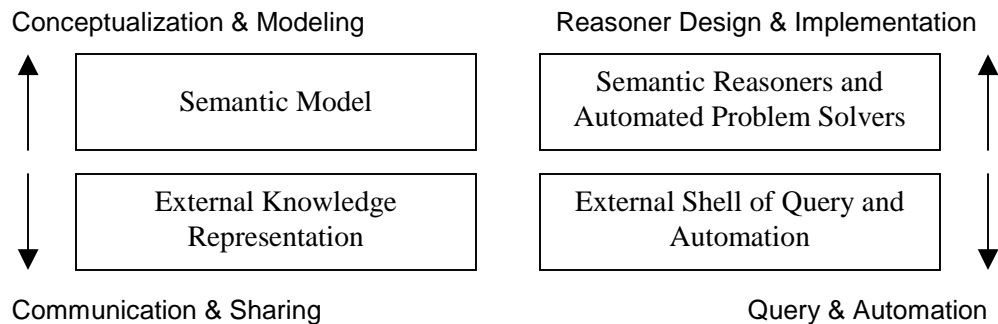 Conceptualization & Modeling
Reasoner Design & Implementation
Semantic Model
Semantic Reasoners and
Automated Problem Solvers
External Knowledge
Representation
External Shell of Query and
Automation
Communication & Sharing
Query & Automation